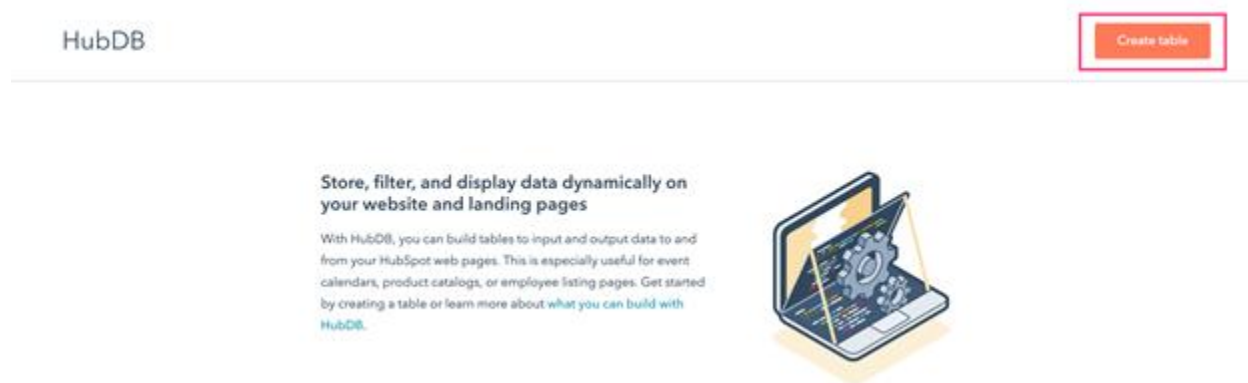 HubDB
Create table
Store, filter, and display data dynamically on
your website and landing pages
With HubDB, you can build tables to input and output data to and
from your HubSpot web pages. This is especially useful for event
calendars, product catalogs, or employee listing pages. Get started
by creating a table or learn more about what you can build with
HubDB.